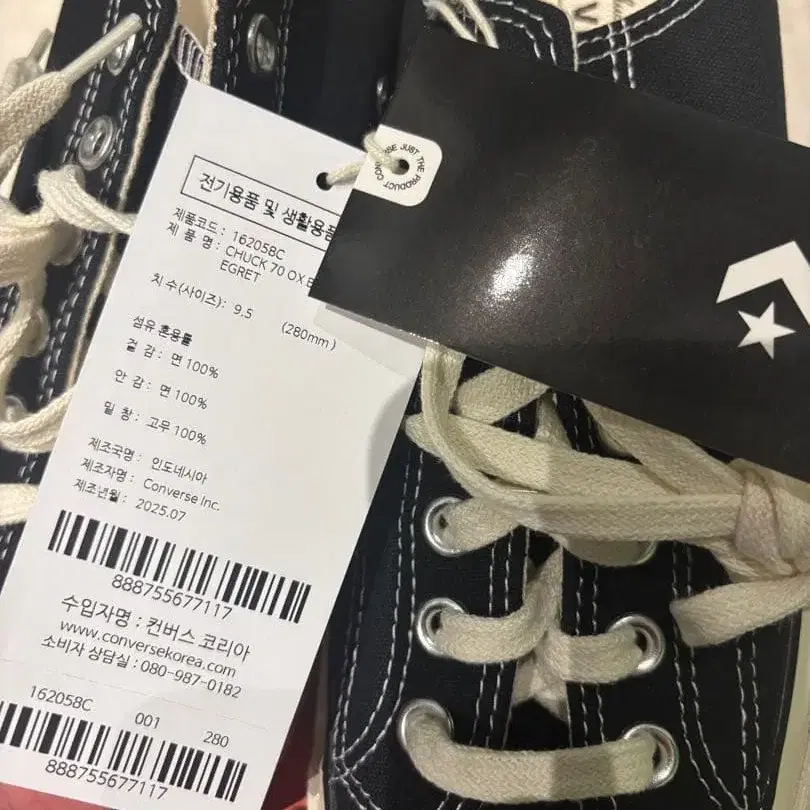 전기용품 및 생활용품
제품코드 : 162058C
제 품 명 : CHUCK 70 OX
EGRET
치 수(사이즈) : 9.5 (280mm)
섬유 혼용률
겉 감 : 면 100%
안 감 : 면 100%
밑 창 : 고무 100%
제조국명 : 인도네시아
제조자명 : Converse Inc.
제조년월 : 2025.07
888755677117
수입자명 : 컨버스 코리아
www.conversekorea.com
소비자 상담실 : 080-987-0182
162058C 001 280
888755677117
JUST THE PRODUCT